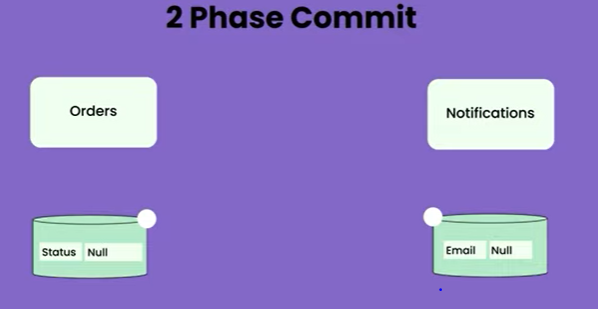 2 Phase Commit
Orders
Notifications
Status Null
Email Null